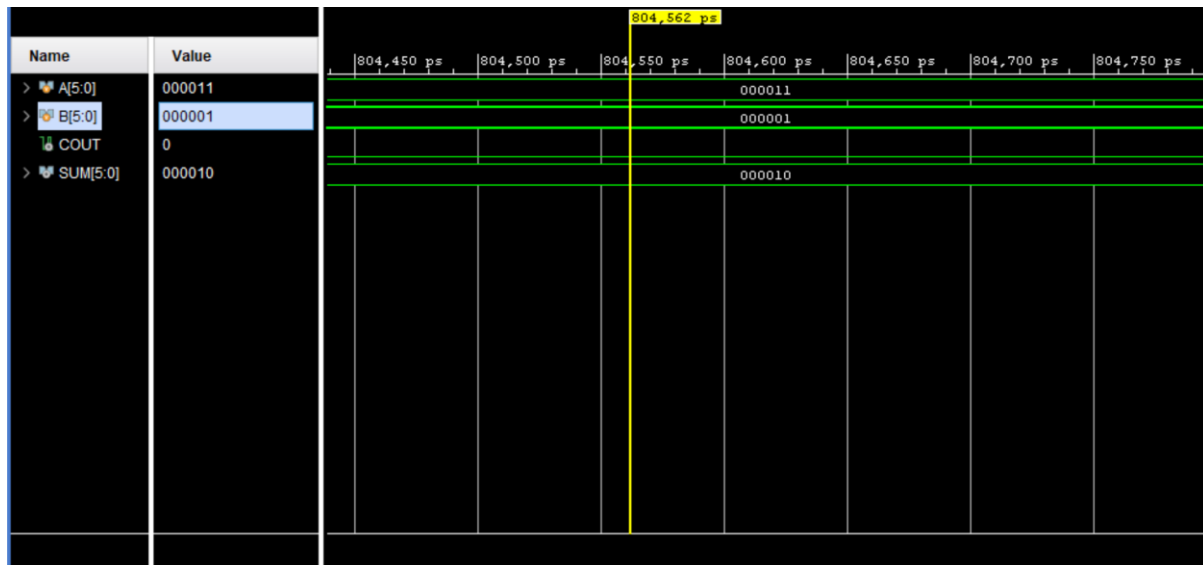 804,562 ps
Name Value
804,450 ps 804,500 ps 804,550 ps 804,600 ps 804,650 ps 804,700 ps 804,750 ps
A[5:0] 000011 000011
B[5:0] 000001 000001
COUT 0
SUM[5:0] 000010 000010